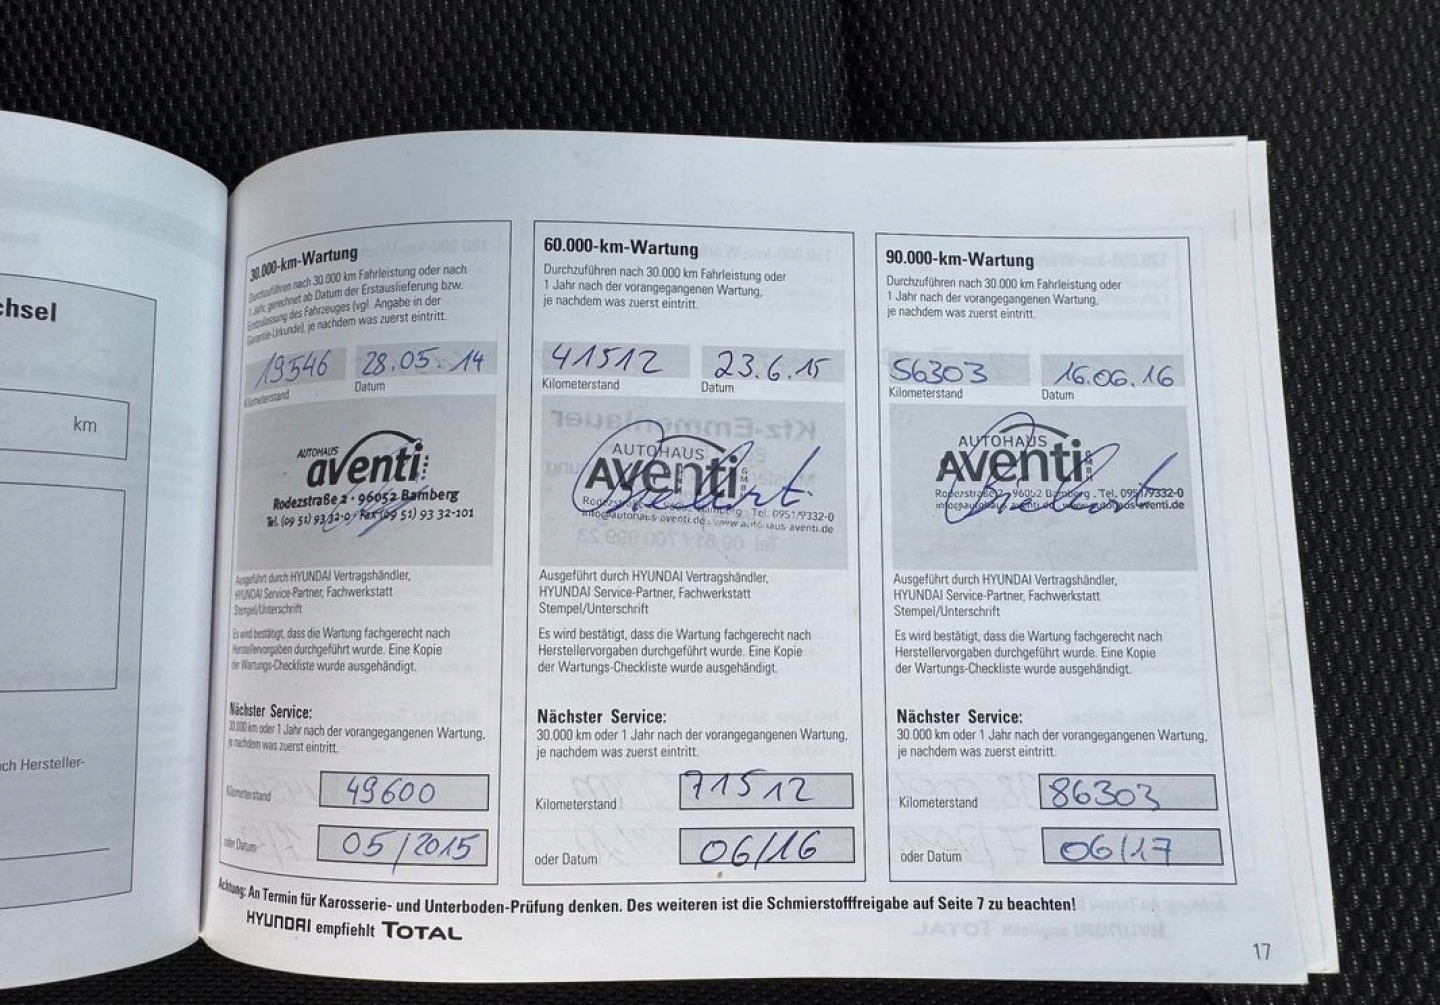 chsel
km
ch Hersteller-
30.000-km-Wartung
Durchzuführen nach 30.000 km Fahrleistung oder nach
1 Jahr, gerechnet ab Datum der Erstauslieferung bzw.
Erstzulassung des Fahrzeuges (vgl. Angabe in der
Garantie-Urkunde), je nachdem was zuerst eintritt.
19546 28.05.14
Kilometerstand Datum
AUTOHAUS
aventi
Rodezstraße 2 · 96052 Bamberg
Tel. (09 51) 93 32-0 · Fax (09 51) 93 32-101
Ausgeführt durch HYUNDAI Vertragshändler,
HYUNDAI Service-Partner, Fachwerkstatt
Stempel/Unterschrift
Es wird bestätigt, dass die Wartung fachgerecht nach
Herstellervorgaben durchgeführt wurde. Eine Kopie
der Wartungs-Checkliste wurde ausgehändigt.
Nächster Service:
30.000 km oder 1 Jahr nach der vorangegangenen Wartung,
je nachdem was zuerst eintritt.
Kilometerstand 49600
oder Datum 05/2015
60.000-km-Wartung
Durchzuführen nach 30.000 km Fahrleistung oder
1 Jahr nach der vorangegangenen Wartung,
je nachdem was zuerst eintritt.
41512 23.6.15
Kilometerstand Datum
AUTOHAUS
AVENTI GMBH
Rodezstraße 2 - 96052 Bamberg . Tel. 0951/9332-0
info@autohaus-aventi.de . www.autohaus-aventi.de
Ausgeführt durch HYUNDAI Vertragshändler,
HYUNDAI Service-Partner, Fachwerkstatt
Stempel/Unterschrift
Es wird bestätigt, dass die Wartung fachgerecht nach
Herstellervorgaben durchgeführt wurde. Eine Kopie
der Wartungs-Checkliste wurde ausgehändigt.
Nächster Service:
30.000 km oder 1 Jahr nach der vorangegangenen Wartung,
je nachdem was zuerst eintritt.
Kilometerstand 71512
oder Datum 06/16
90.000-km-Wartung
Durchzuführen nach 30.000 km Fahrleistung oder
1 Jahr nach der vorangegangenen Wartung,
je nachdem was zuerst eintritt.
56303 16.06.16
Kilometerstand Datum
AUTOHAUS
AVENTI GMBH
Rodezstraße 2 - 96052 Bamberg . Tel. 0951/9332-0
info@autohaus-aventi.de . www.autohaus-aventi.de
Ausgeführt durch HYUNDAI Vertragshändler,
HYUNDAI Service-Partner, Fachwerkstatt
Stempel/Unterschrift
Es wird bestätigt, dass die Wartung fachgerecht nach
Herstellervorgaben durchgeführt wurde. Eine Kopie
der Wartungs-Checkliste wurde ausgehändigt.
Nächster Service:
30.000 km oder 1 Jahr nach der vorangegangenen Wartung,
je nachdem was zuerst eintritt.
Kilometerstand 86303
oder Datum 06/17
Achtung: An Termin für Karosserie- und Unterboden-Prüfung denken. Des weiteren ist die Schmierstofffreigabe auf Seite 7 zu beachten!
HYUNDAI empfiehlt TOTAL
17